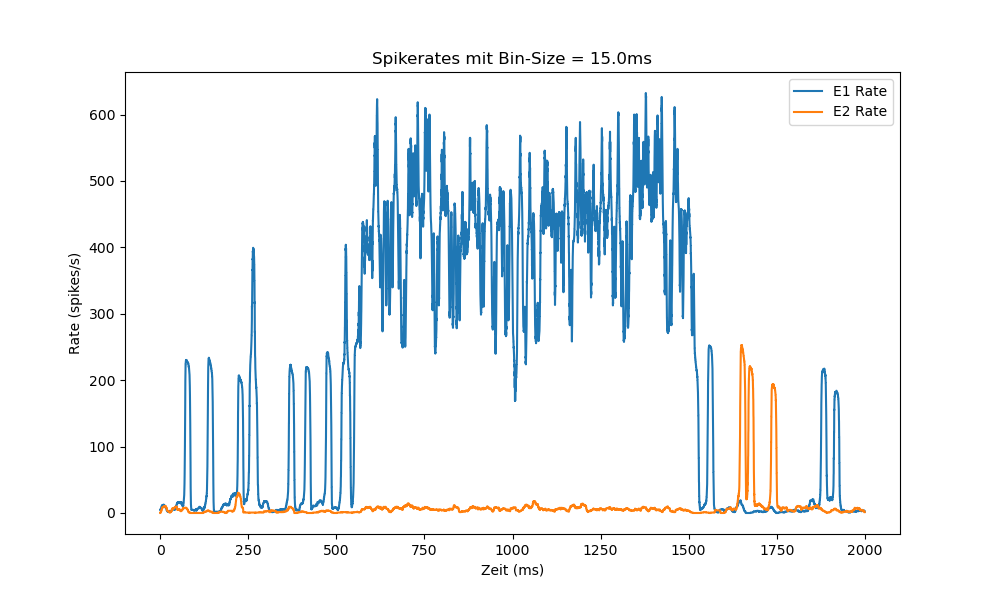 Spikerates mit Bin-Size = 15.0ms
E1 Rate
E2 Rate
600
500
400
300
200
100
0
Rate (spikes/s)
0 250 500 750 1000 1250 1500 1750 2000
Zeit (ms)